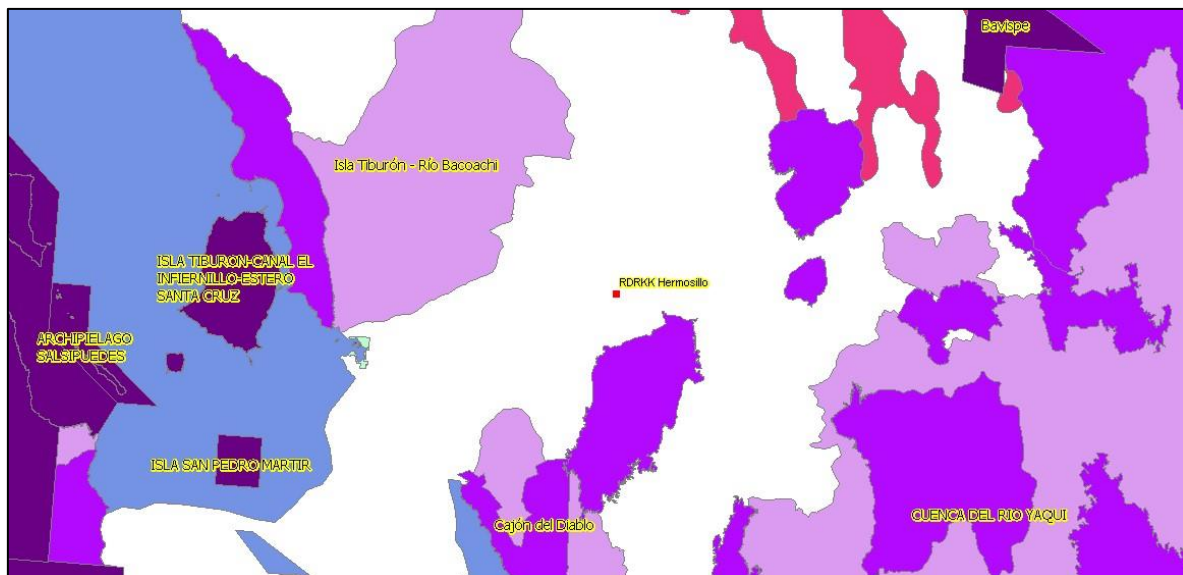 Bavispe
Isla Tiburón - Río Bacoachi
ISLA TIBURON-CANAL EL
INFIERNILLO-ESTERO
SANTA CRUZ
RDRKK Hermosillo
ARCHIPIELAGO
SALSIPUEDES
ISLA SAN PEDRO MARTIR
Cajón del Diablo
CUENCA DEL RIO YAQUI